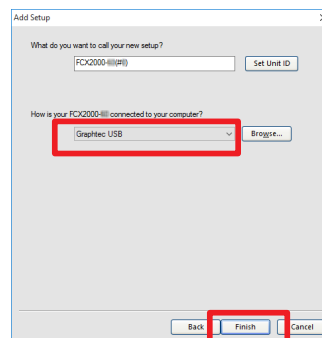 Add Setup
What do you want to call your new setup?
FCX2000-
Set Unit ID
How is your FCX2000- connected to your computer?
Graphtec USB
Browse...
Back
Finish
Cancel